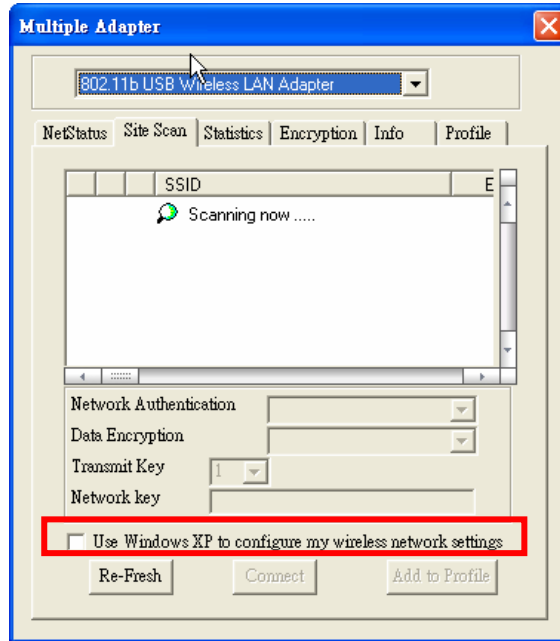 Multiple Adapter
802.11b USB Wireless LAN Adapter
NetStatus Site Scan Statistics Encryption Info Profile
SSID E
Scanning now .....
Network Authentication
Data Encryption
Transmit Key 1
Network key
Use Windows XP to configure my wireless network settings
Re-Fresh Connect Add to Profile